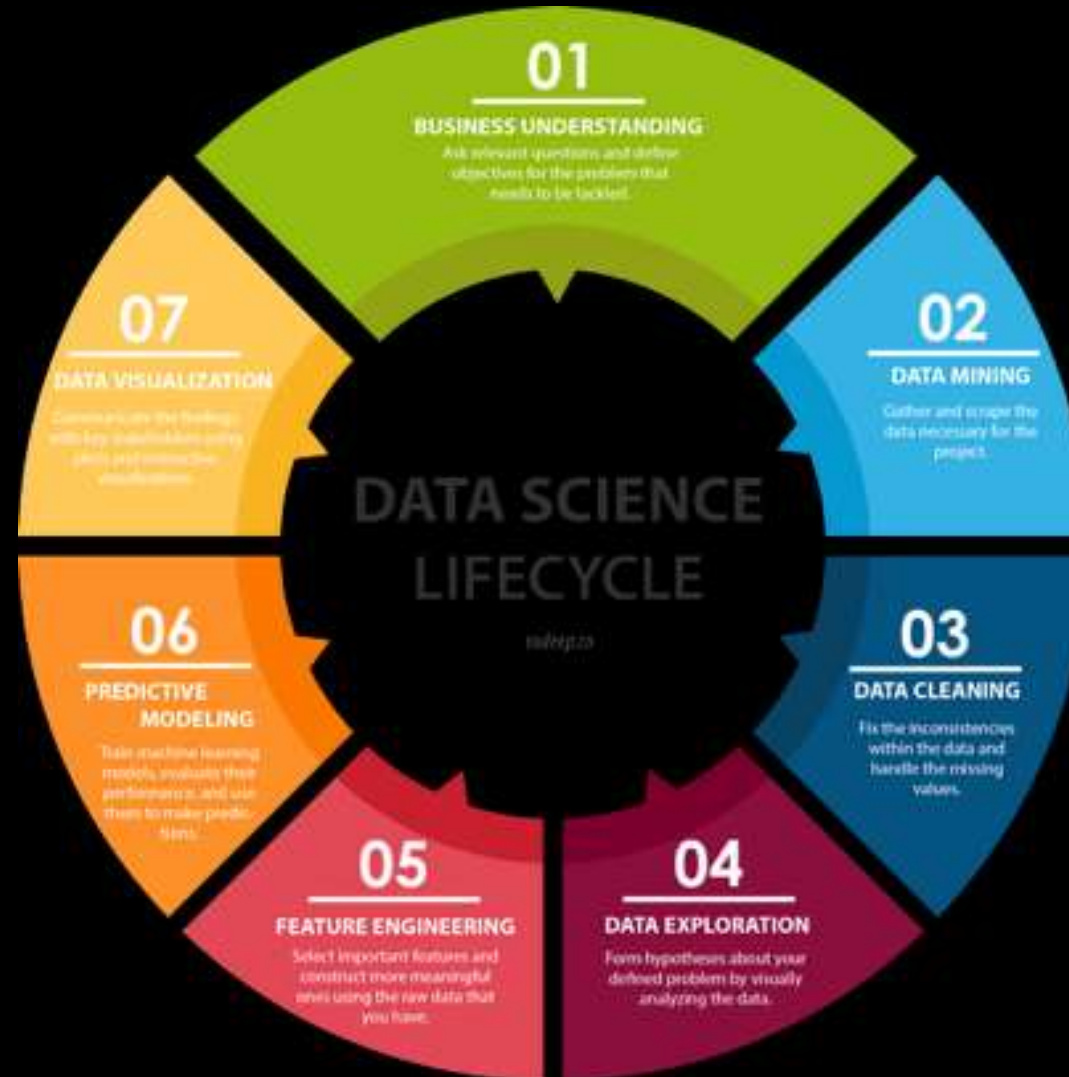 01
BUSINESS UNDERSTANDING
Ask relevant questions and define
objectives for the problem that
needs to be tackled.
02
DATA MINING
Gather and scrape the
data necessary for the
project.
03
DATA CLEANING
Fix the inconsistencies
within the data and
handle the missing
values.
04
DATA EXPLORATION
Form hypotheses about your
defined problem by visually
analyzing the data.
05
FEATURE ENGINEERING
Select important features and
construct more meaningful
ones using the raw data that
you have.
06
PREDICTIVE
MODELING
Train machine learning
models, evaluate their
performance, and use
them to make predic-
tions.
07
DATA VISUALIZATION
Communicate the findings
with key stakeholders using
plots and interactive
visualizations.
DATA SCIENCE
LIFECYCLE